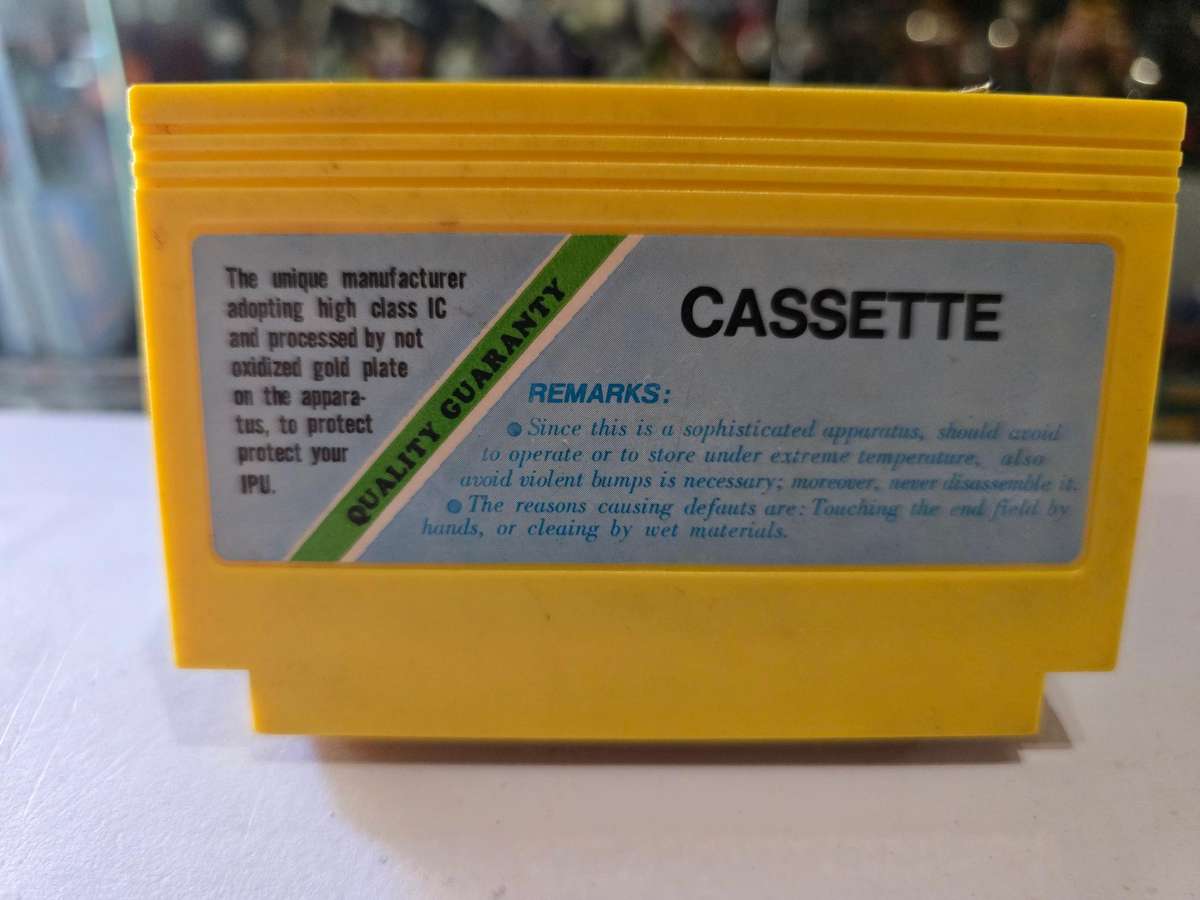 The unique manufacturer
adopting high class IC
and processed by not
oxidized gold plate
on the appara-
tus, to protect
protect your
IPU.
QUALITY GUARANTY
CASSETTE
REMARKS:
● Since this is a sophisticated apparatus, should avoid
to operate or to store under extreme temperature, also
avoid violent bumps is necessary; moreover, never disassemble it.
● The reasons causing defauts are: Touching the end field by
hands, or cleaing by wet materials.